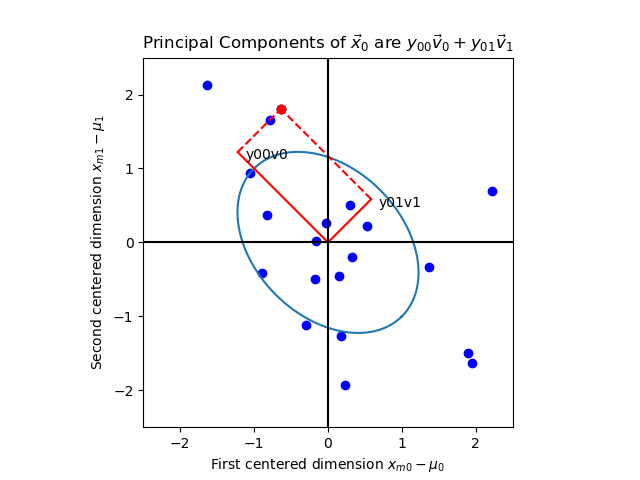 Principal Components of $\vec{x}_0$ are $y_{00}\vec{v}_0 + y_{01}\vec{v}_1$
Second centered dimension $x_{m1} - \mu_1$
2
1
0
−1
−2
y00v0
y01v1
−2
−1
0
1
2
First centered dimension $x_{m0} - \mu_0$